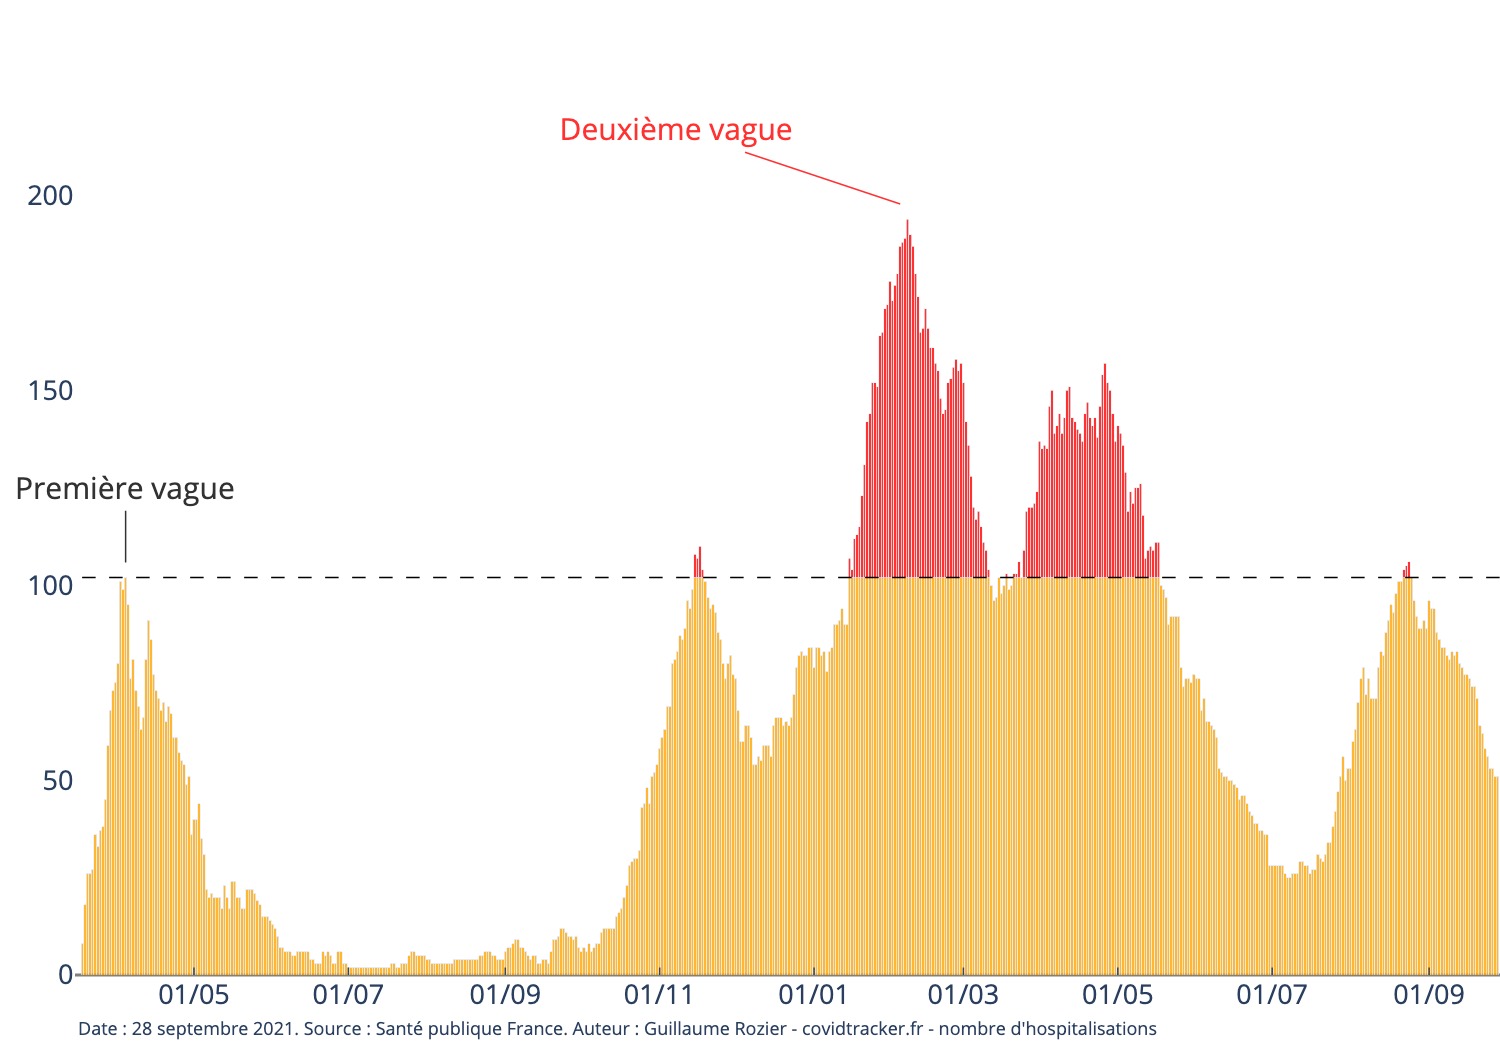 Deuxième vague
200
150
Première vague
100
50
0
01/05 01/07 01/09 01/11 01/01 01/03 01/05 01/07 01/09
Date : 28 septembre 2021. Source : Santé publique France. Auteur : Guillaume Rozier - covidtracker.fr - nombre d'hospitalisations